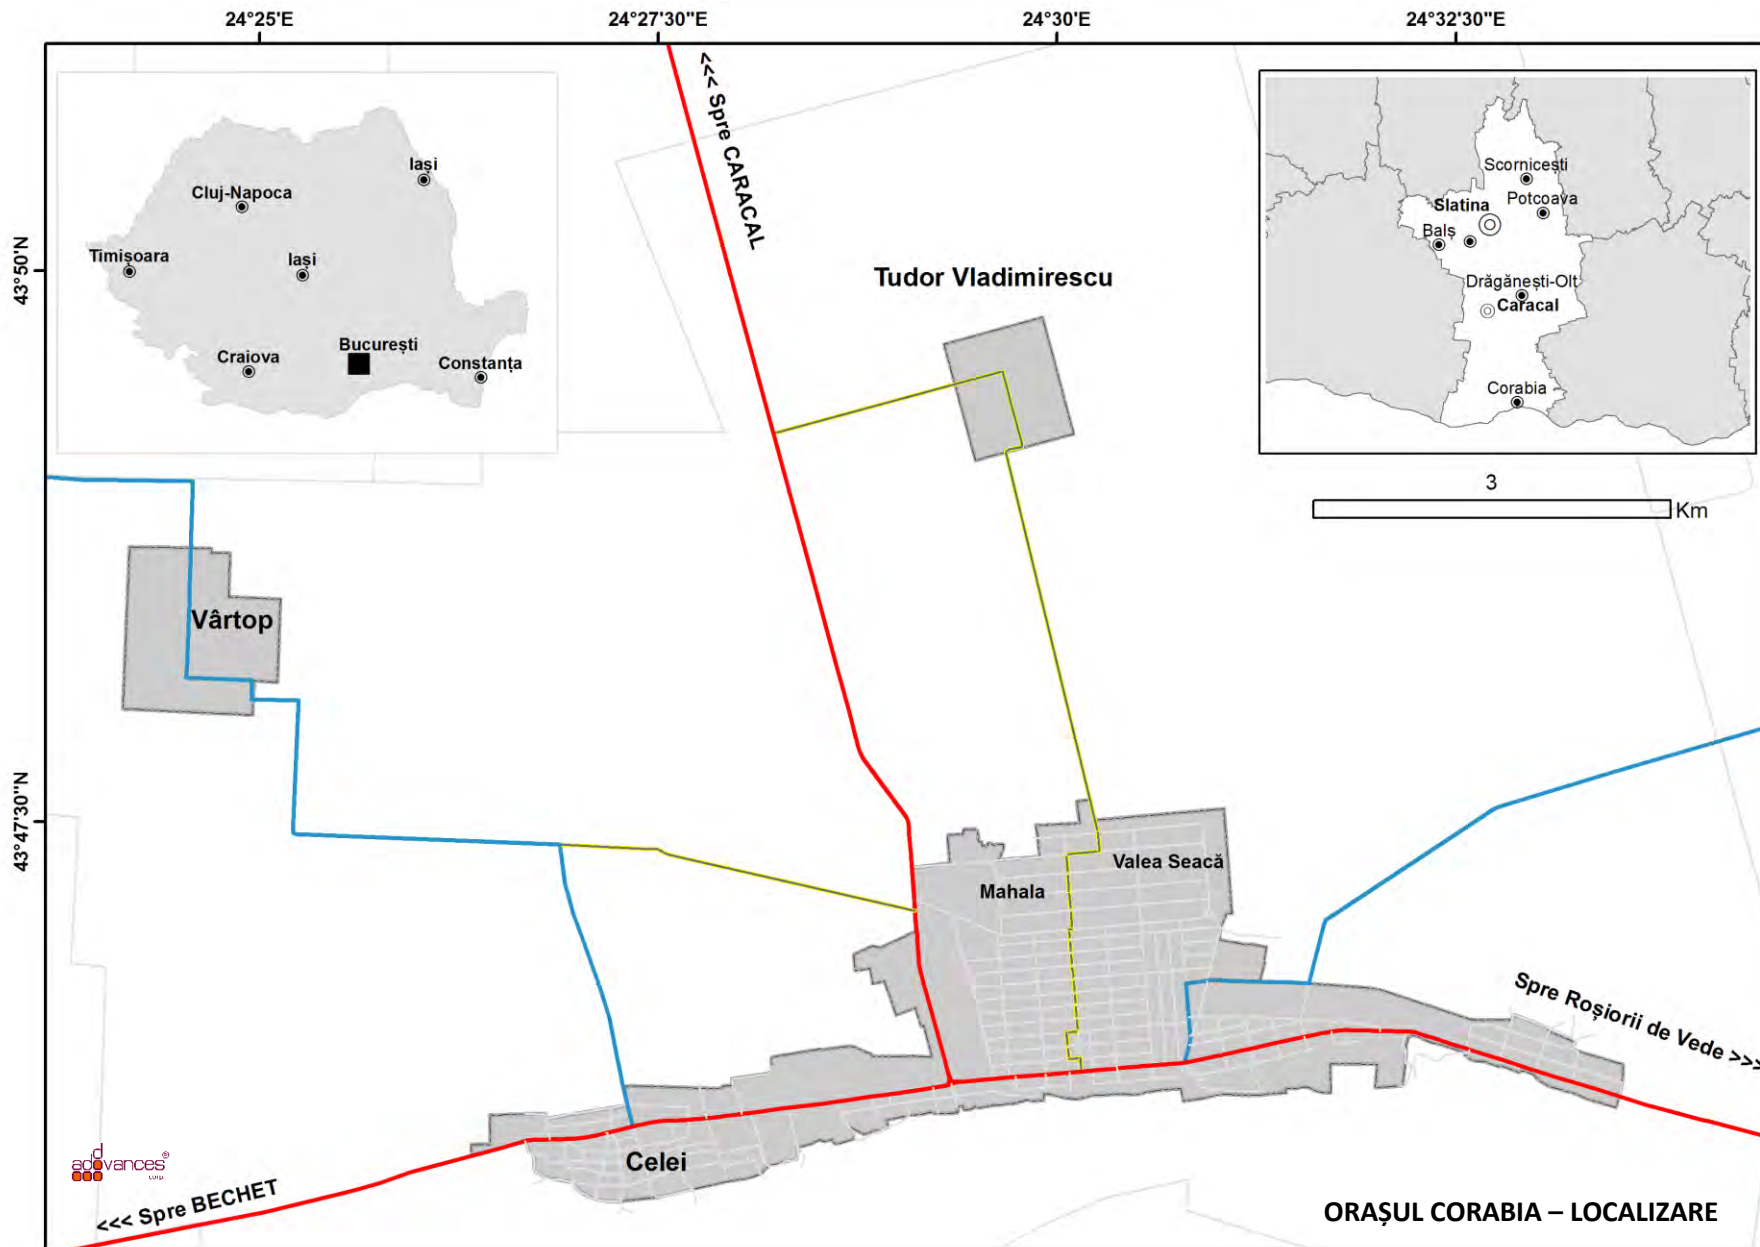 24°25'E
24°27'30"E
24°30'E
24°32'30"E
43°50'N
43°47'30"N
<<< Spre CARACAL
Iași
Cluj-Napoca
Timișoara
Iași
București
Craiova
Constanța
Scornicești
Potcoava
Slatina
Balș
Drăgănești-Olt
Caracal
Corabia
3
Km
Tudor Vladimirescu
Vârtop
Valea Seacă
Mahala
Spre Roșiorii de Vede >>>
Celei
<<< Spre BECHET
addvances®
corp.
ORAȘUL CORABIA – LOCALIZARE